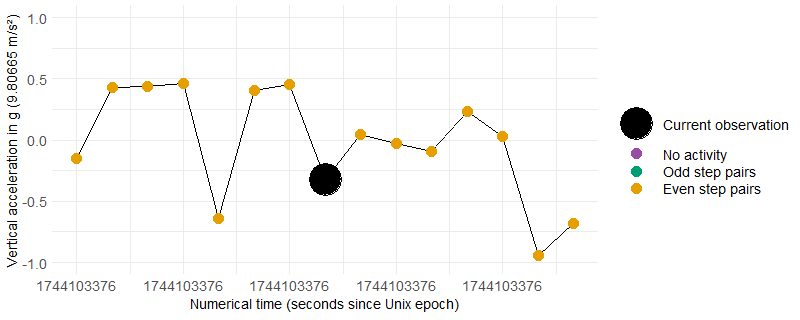 Vertical acceleration in g (9.80665 m/s²)
1.0
0.5
0.0
-0.5
-1.0
1744103376 1744103376 1744103376 1744103376 1744103376
Numerical time (seconds since Unix epoch)
Current observation
No activity
Odd step pairs
Even step pairs